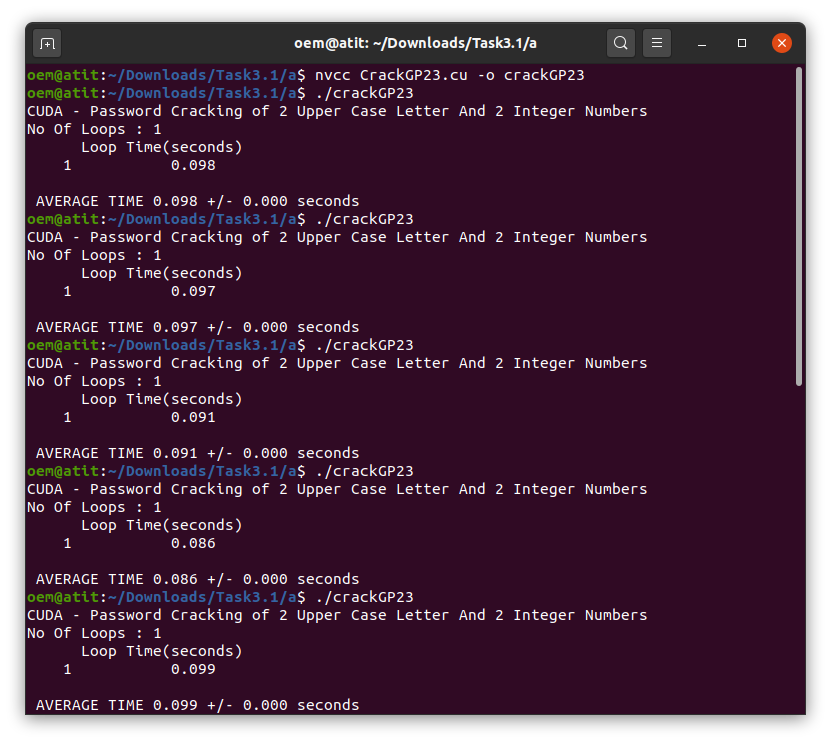 oem@atit: ~/Downloads/Task3.1/a
oem@atit:~/Downloads/Task3.1/a$ nvcc CrackGP23.cu -o crackGP23
oem@atit:~/Downloads/Task3.1/a$ ./crackGP23
CUDA - Password Cracking of 2 Upper Case Letter And 2 Integer Numbers
No Of Loops : 1
Loop Time(seconds)
1 0.098
AVERAGE TIME 0.098 +/- 0.000 seconds
oem@atit:~/Downloads/Task3.1/a$ ./crackGP23
CUDA - Password Cracking of 2 Upper Case Letter And 2 Integer Numbers
No Of Loops : 1
Loop Time(seconds)
1 0.097
AVERAGE TIME 0.097 +/- 0.000 seconds
oem@atit:~/Downloads/Task3.1/a$ ./crackGP23
CUDA - Password Cracking of 2 Upper Case Letter And 2 Integer Numbers
No Of Loops : 1
Loop Time(seconds)
1 0.091
AVERAGE TIME 0.091 +/- 0.000 seconds
oem@atit:~/Downloads/Task3.1/a$ ./crackGP23
CUDA - Password Cracking of 2 Upper Case Letter And 2 Integer Numbers
No Of Loops : 1
Loop Time(seconds)
1 0.086
AVERAGE TIME 0.086 +/- 0.000 seconds
oem@atit:~/Downloads/Task3.1/a$ ./crackGP23
CUDA - Password Cracking of 2 Upper Case Letter And 2 Integer Numbers
No Of Loops : 1
Loop Time(seconds)
1 0.099
AVERAGE TIME 0.099 +/- 0.000 seconds